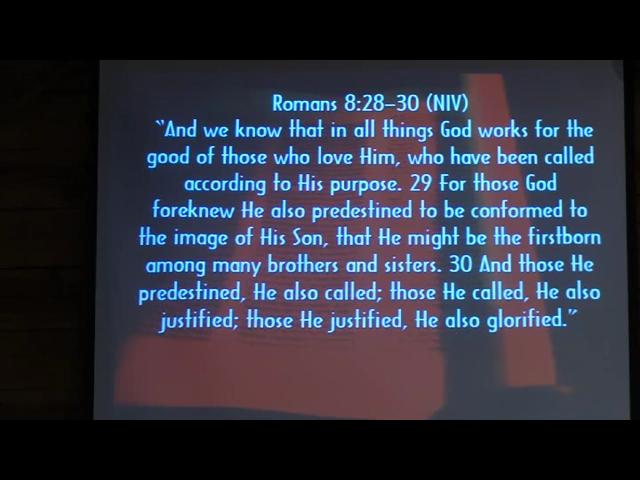 Romans 8:28–30 (NIV)
“And we know that in all things God works for the
good of those who love Him, who have been called
according to His purpose. 29 For those God
foreknew He also predestined to be conformed to
the image of His Son, that He might be the firstborn
among many brothers and sisters. 30 And those He
predestined, He also called; those He called, He also
justified; those He justified, He also glorified.”